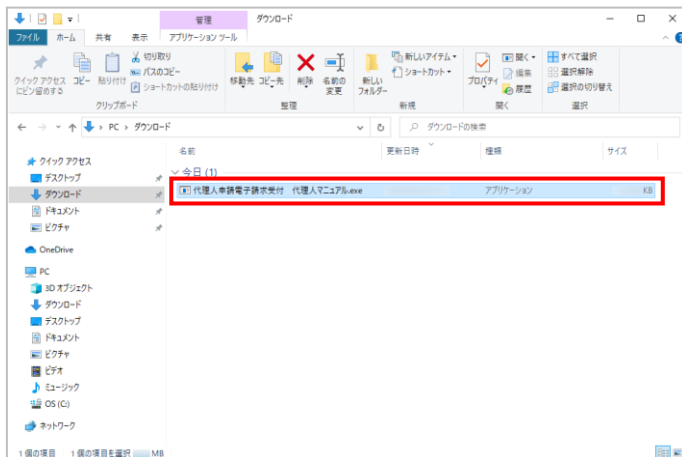 管理 ダウンロード
ファイル ホーム 共有 表示 アプリケーション ツール
クイック アクセスにピン留めする
コピー
貼り付け
切り取り
パスのコピー
ショートカットの貼り付け
クリップボード
移動先
コピー先
削除
名前の変更
整理
新しいフォルダー
新しいアイテム
ショートカット
新規
プロパティ
開く
編集
履歴
開く
すべて選択
選択解除
選択の切り替え
選択
PC > ダウンロード
ダウンロードの検索
名前 更新日時 種類 サイズ
今日 (1)
代理人申請電子請求受付 代理人マニュアル.exe アプリケーション KB
クイック アクセス
デスクトップ
ダウンロード
ドキュメント
ピクチャ
OneDrive
PC
3D オブジェクト
ダウンロード
デスクトップ
ドキュメント
ピクチャ
ビデオ
ミュージック
OS (C:)
ネットワーク
1 個の項目 1 個の項目を選択 MB